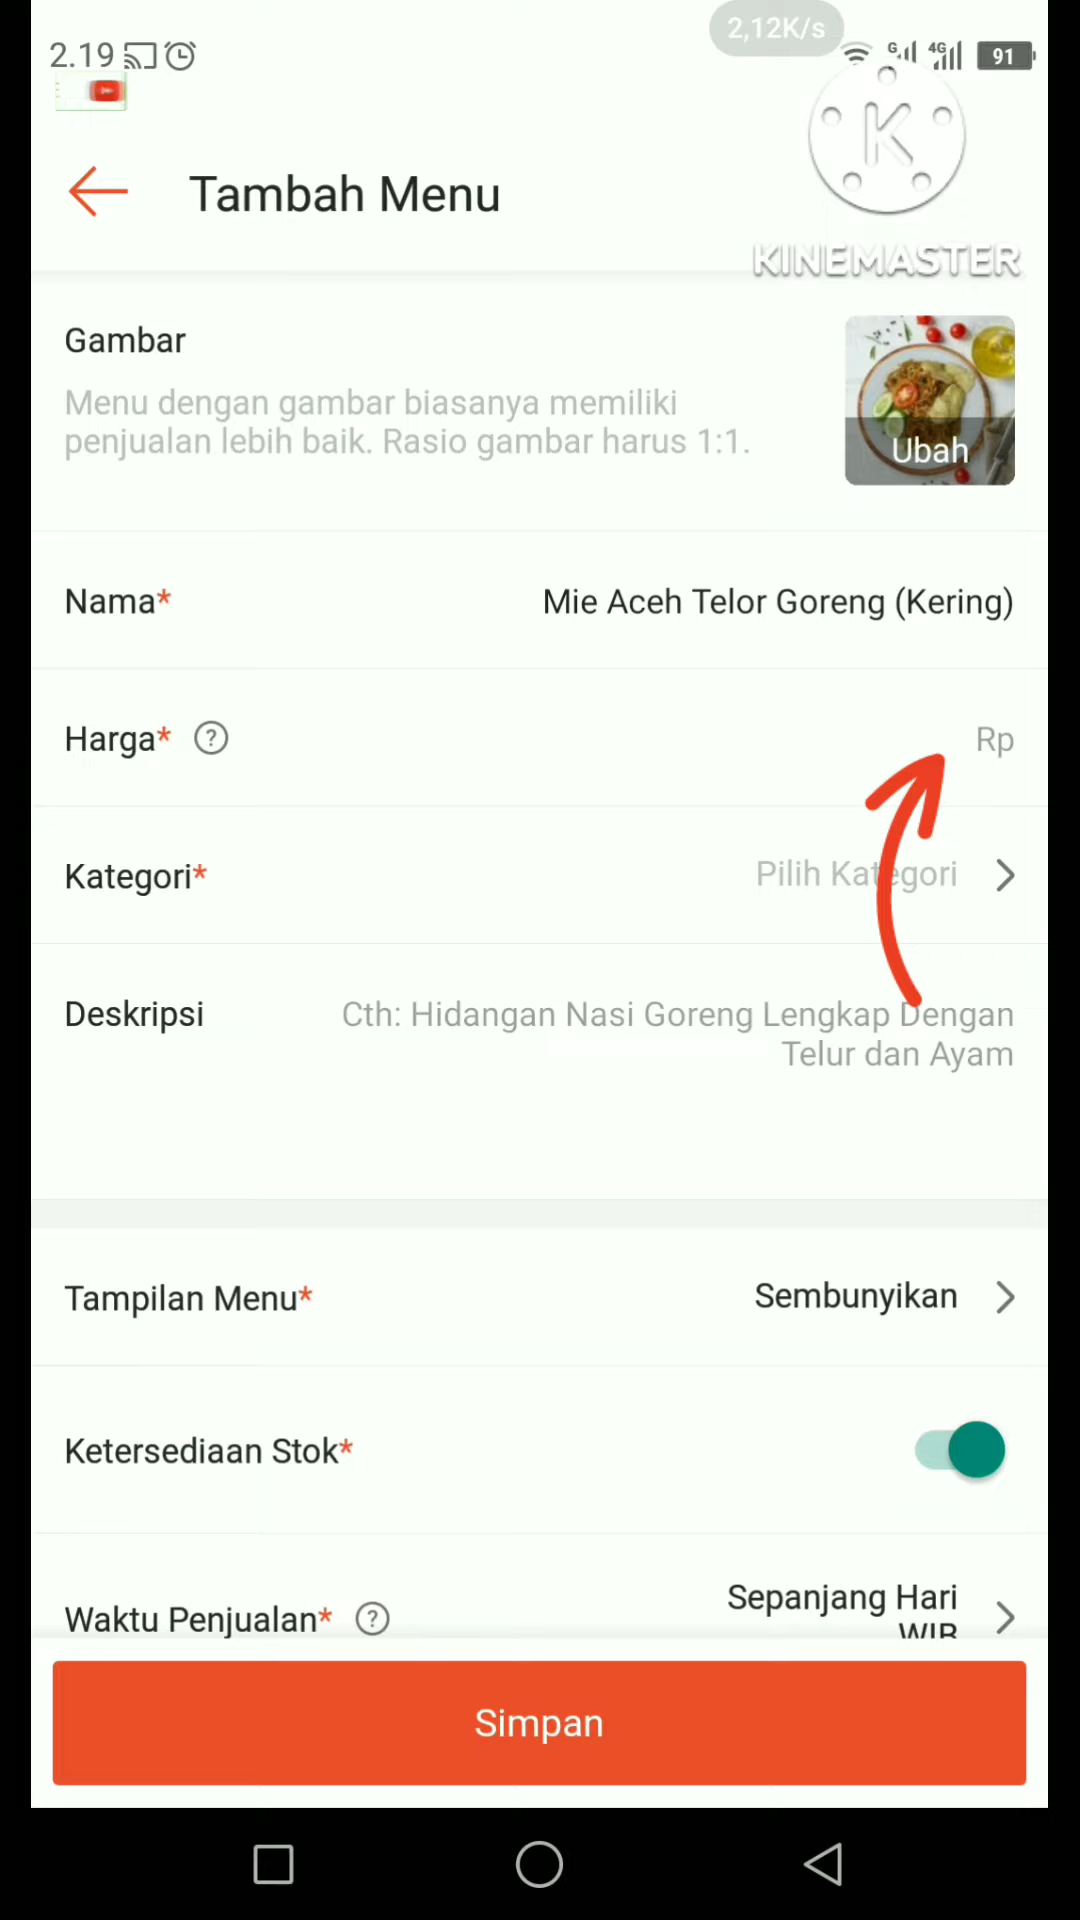 2,12K/s
2.19
G
4G
91
K
KINEMASTER
Tambah Menu
Gambar
Menu dengan gambar biasanya memiliki
penjualan lebih baik. Rasio gambar harus 1:1.
Ubah
Nama* Mie Aceh Telor Goreng (Kering)
Harga* ? Rp
Kategori* Pilih Kategori
Deskripsi Cth: Hidangan Nasi Goreng Lengkap Dengan
Telur dan Ayam
Tampilan Menu* Sembunyikan
Ketersediaan Stok*
Waktu Penjualan* ? Sepanjang Hari
WIB
Simpan